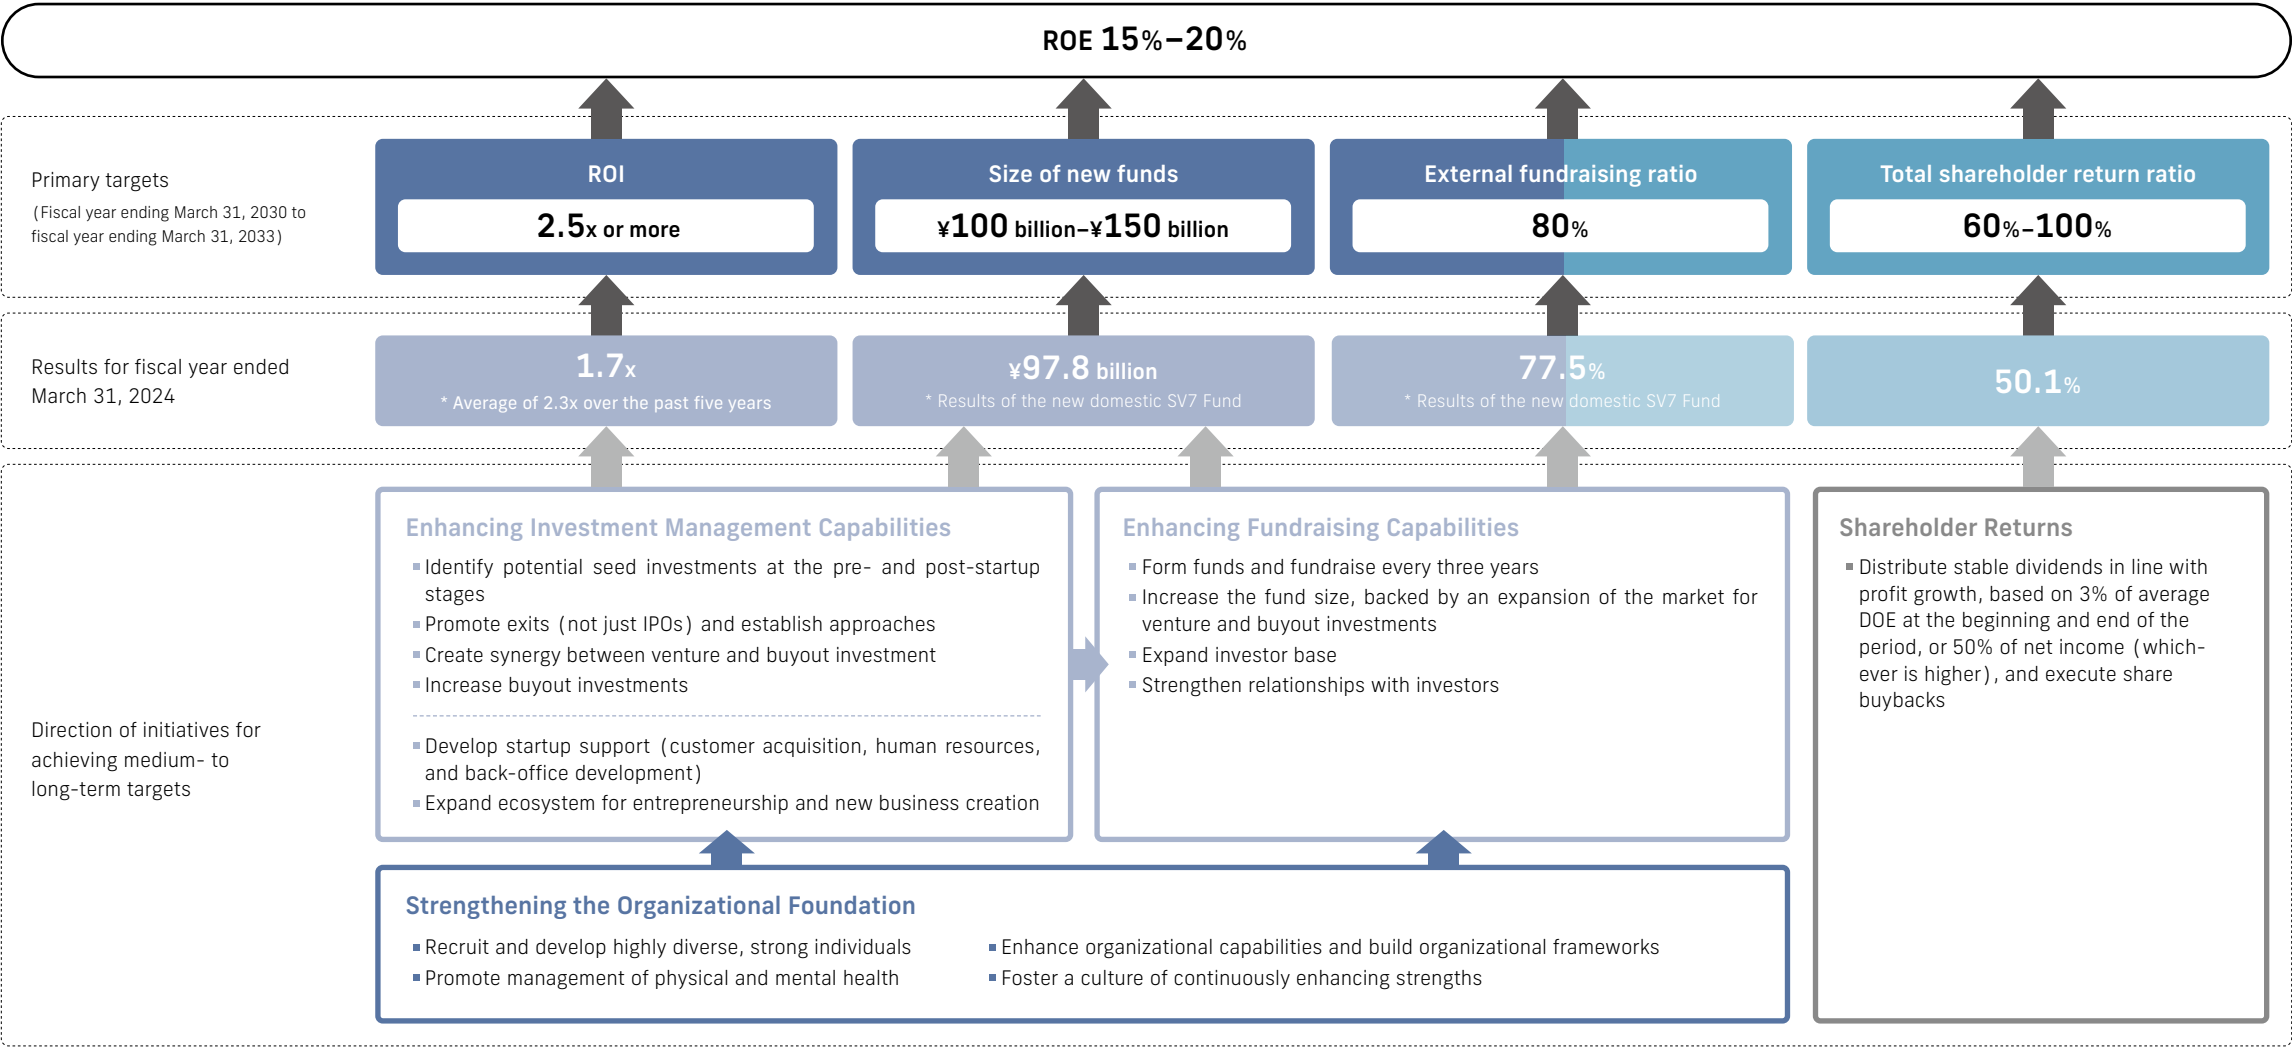 ROE 15%–20%
Primary targets
(Fiscal year ending March 31, 2030 to
fiscal year ending March 31, 2033)
ROI
2.5x or more
Size of new funds
¥100 billion–¥150 billion
External fundraising ratio
80%
Total shareholder return ratio
60%–100%
Results for fiscal year ended
March 31, 2024
1.7x
* Average of 2.3x over the past five years
¥97.8 billion
* Results of the new domestic SV7 Fund
77.5%
* Results of the new domestic SV7 Fund
50.1%
Direction of initiatives for
achieving medium- to
long-term targets
Enhancing Investment Management Capabilities
▪ Identify potential seed investments at the pre- and post-startup
stages
▪ Promote exits (not just IPOs) and establish approaches
▪ Create synergy between venture and buyout investment
▪ Increase buyout investments
▪ Develop startup support (customer acquisition, human resources,
and back-office development)
▪ Expand ecosystem for entrepreneurship and new business creation
Enhancing Fundraising Capabilities
▪ Form funds and fundraise every three years
▪ Increase the fund size, backed by an expansion of the market for
venture and buyout investments
▪ Expand investor base
▪ Strengthen relationships with investors
Shareholder Returns
▪ Distribute stable dividends in line with
profit growth, based on 3% of average
DOE at the beginning and end of the
period, or 50% of net income (which-
ever is higher), and execute share
buybacks
Strengthening the Organizational Foundation
▪ Recruit and develop highly diverse, strong individuals
▪ Promote management of physical and mental health
▪ Enhance organizational capabilities and build organizational frameworks
▪ Foster a culture of continuously enhancing strengths